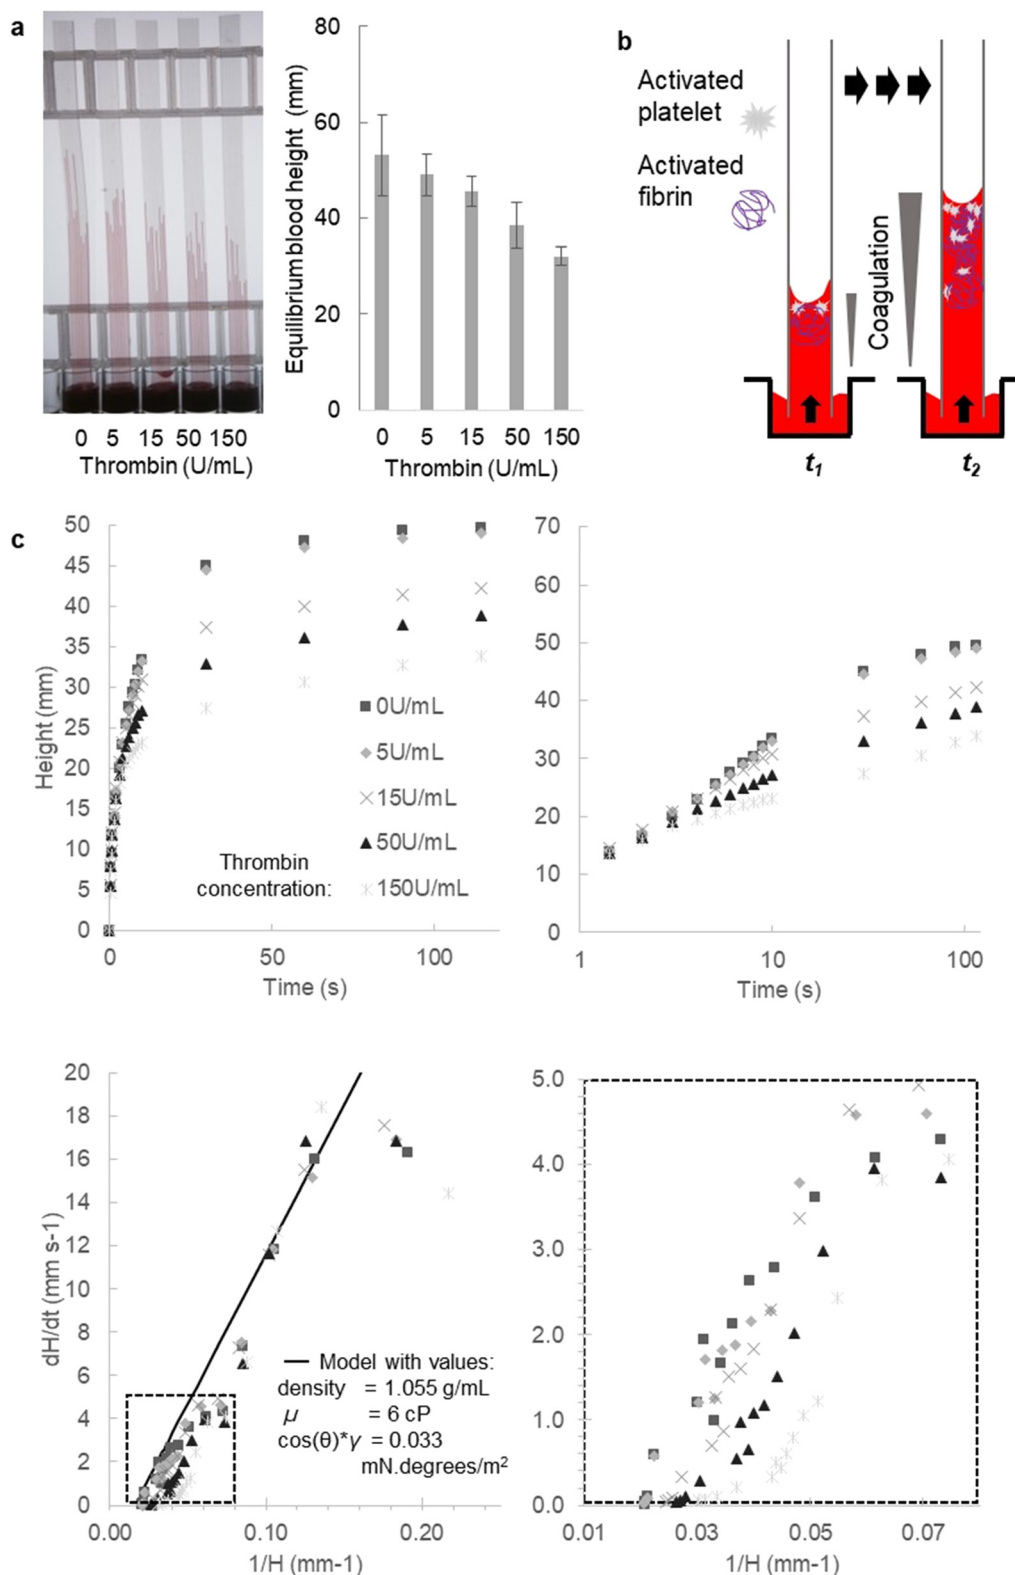 a
0 5 15 50 150
Thrombin (U/mL)
Equilibrium blood height (mm)
80
60
40
20
0
0 5 15 50 150
Thrombin (U/mL)
b
Activated
platelet
Activated
fibrin
Coagulation
t1
t2
c
Height (mm)
50
45
40
35
30
25
20
15
10
5
0
0 50 100
Time (s)
0U/mL
5U/mL
15U/mL
50U/mL
150U/mL
Thrombin
concentration:
70
60
50
40
30
20
10
0
1 10 100
Time (s)
dH/dt (mm s-1)
20
18
16
14
12
10
8
6
4
2
0
0.00 0.10 0.20
1/H (mm-1)
Model with values:
density = 1.055 g/mL
μ = 6 cP
cos(θ)*γ = 0.033
mN.degrees/m²
5.0
4.0
3.0
2.0
1.0
0.0
0.01 0.03 0.05 0.07
1/H (mm-1)